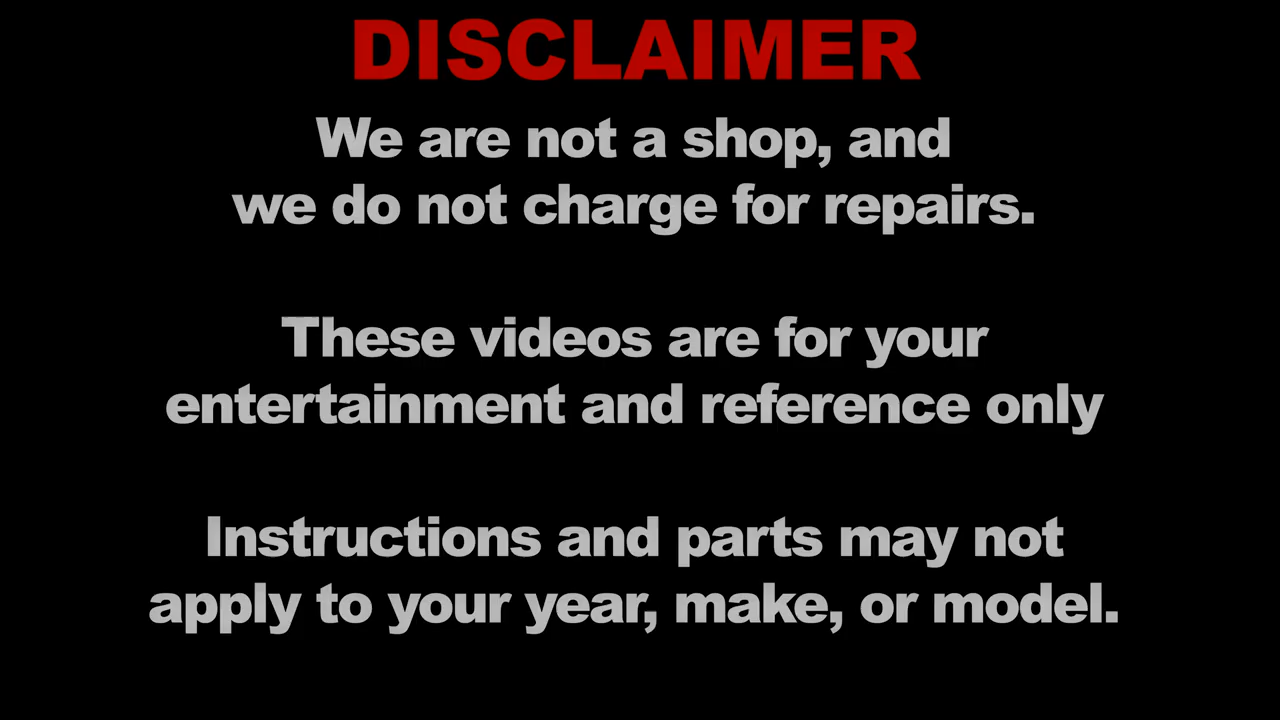 DISCLAIMER
We are not a shop, and
we do not charge for repairs.
These videos are for your
entertainment and reference only
Instructions and parts may not
apply to your year, make, or model.